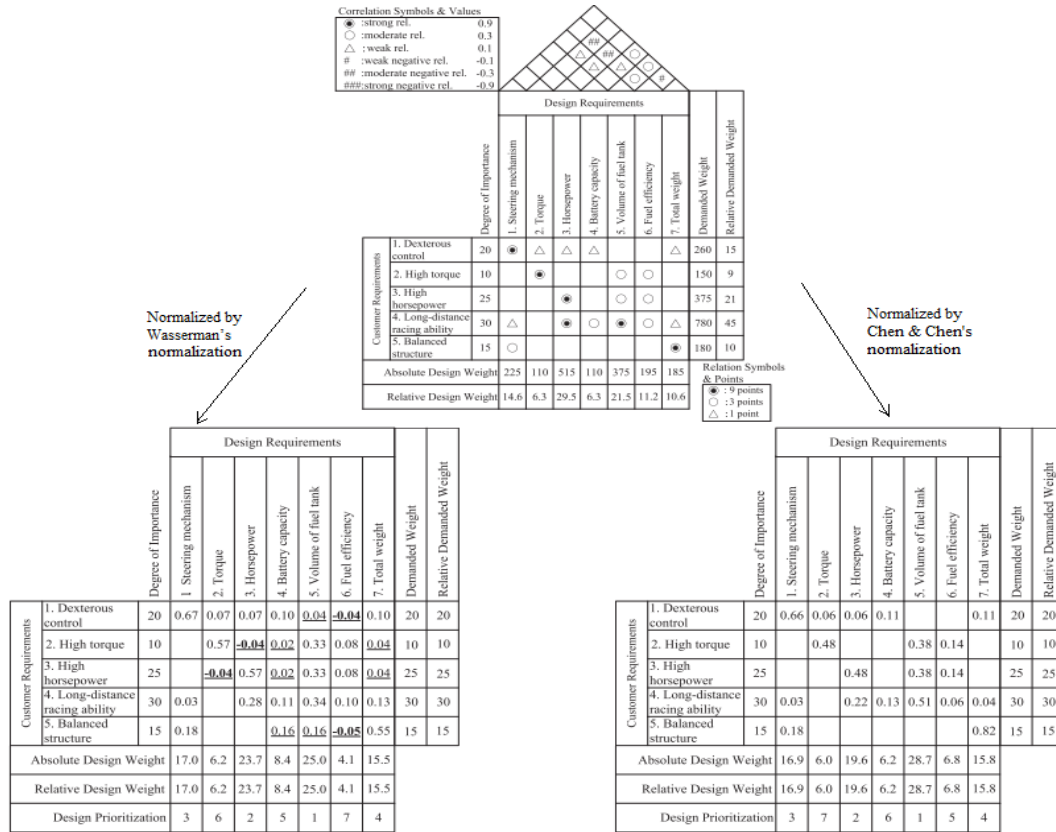 Correlation Symbols & Values
◉ :strong rel. 0.9
○ :moderate rel. 0.3
△ :weak rel. 0.1
# :weak negative rel. -0.1
## :moderate negative rel. -0.3
###:strong negative rel. -0.9
##
△ ## ○
△ △ ○
○ #
Design Requirements
Degree of Importance
1. Steering mechanism
2. Torque
3. Horsepower
4. Battery capacity
5. Volume of fuel tank
6. Fuel efficiency
7. Total weight
Demanded Weight
Relative Demanded Weight
Customer Requirements
1. Dexterous control 20 ◉ △ △ △ △ 260 15
2. High torque 10 ◉ ○ ○ 150 9
3. High horsepower 25 ◉ ○ ○ 375 21
4. Long-distance racing ability 30 △ ◉ ○ ◉ ○ △ 780 45
5. Balanced structure 15 ○ ◉ 180 10
Absolute Design Weight 225 110 515 110 375 195 185
Relative Design Weight 14.6 6.3 29.5 6.3 21.5 11.2 10.6
Relation Symbols & Points
◉ : 9 points
○ : 3 points
△ : 1 point
Normalized by
Wasserman's
normalization
Normalized by
Chen & Chen's
normalization
Design Requirements
Degree of Importance
1 Steering mechanism
2. Torque
3. Horsepower
4. Battery capacity
5. Volume of fuel tank
6. Fuel efficiency
7. Total weight
Demanded Weight
Relative Demanded Weight
Customer Requirements
1. Dexterous control 20 0.67 0.07 0.07 0.10 0.04 -0.04 0.10 20 20
2. High torque 10 0.57 -0.04 0.02 0.33 0.08 0.04 10 10
3. High horsepower 25 -0.04 0.57 0.02 0.33 0.08 0.04 25 25
4. Long-distance racing ability 30 0.03 0.28 0.11 0.34 0.10 0.13 30 30
5. Balanced structure 15 0.18 0.16 0.16 -0.05 0.55 15 15
Absolute Design Weight 17.0 6.2 23.7 8.4 25.0 4.1 15.5
Relative Design Weight 17.0 6.2 23.7 8.4 25.0 4.1 15.5
Design Prioritization 3 6 2 5 1 7 4
Design Requirements
Degree of Importance
1. Steering mechanism
2. Torque
3. Horsepower
4. Battery capacity
5. Volume of fuel tank
6. Fuel efficiency
7. Total weight
Demanded Weight
Relative Demanded Weight
Customer Requirements
1. Dexterous control 20 0.66 0.06 0.06 0.11 0.11 20 20
2. High torque 10 0.48 0.38 0.14 10 10
3. High horsepower 25 0.48 0.38 0.14 25 25
4. Long-distance racing ability 30 0.03 0.22 0.13 0.51 0.06 0.04 30 30
5. Balanced structure 15 0.18 0.82 15 15
Absolute Design Weight 16.9 6.0 19.6 6.2 28.7 6.8 15.8
Relative Design Weight 16.9 6.0 19.6 6.2 28.7 6.8 15.8
Design Prioritization 3 7 2 6 1 5 4